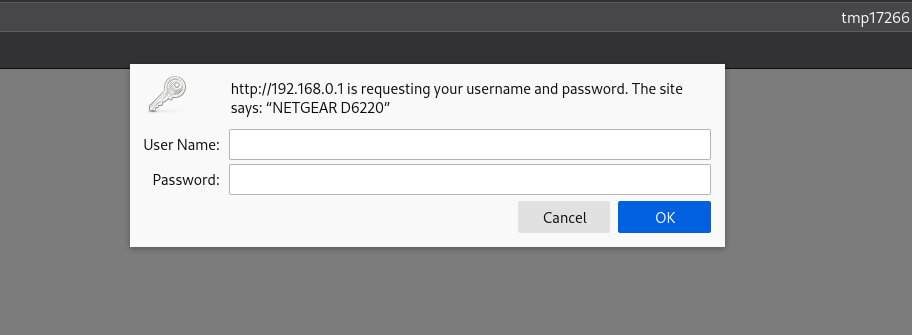 tmp17266
http://192.168.0.1 is requesting your username and password. The site
says: “NETGEAR D6220”
User Name:
Password:
Cancel
OK